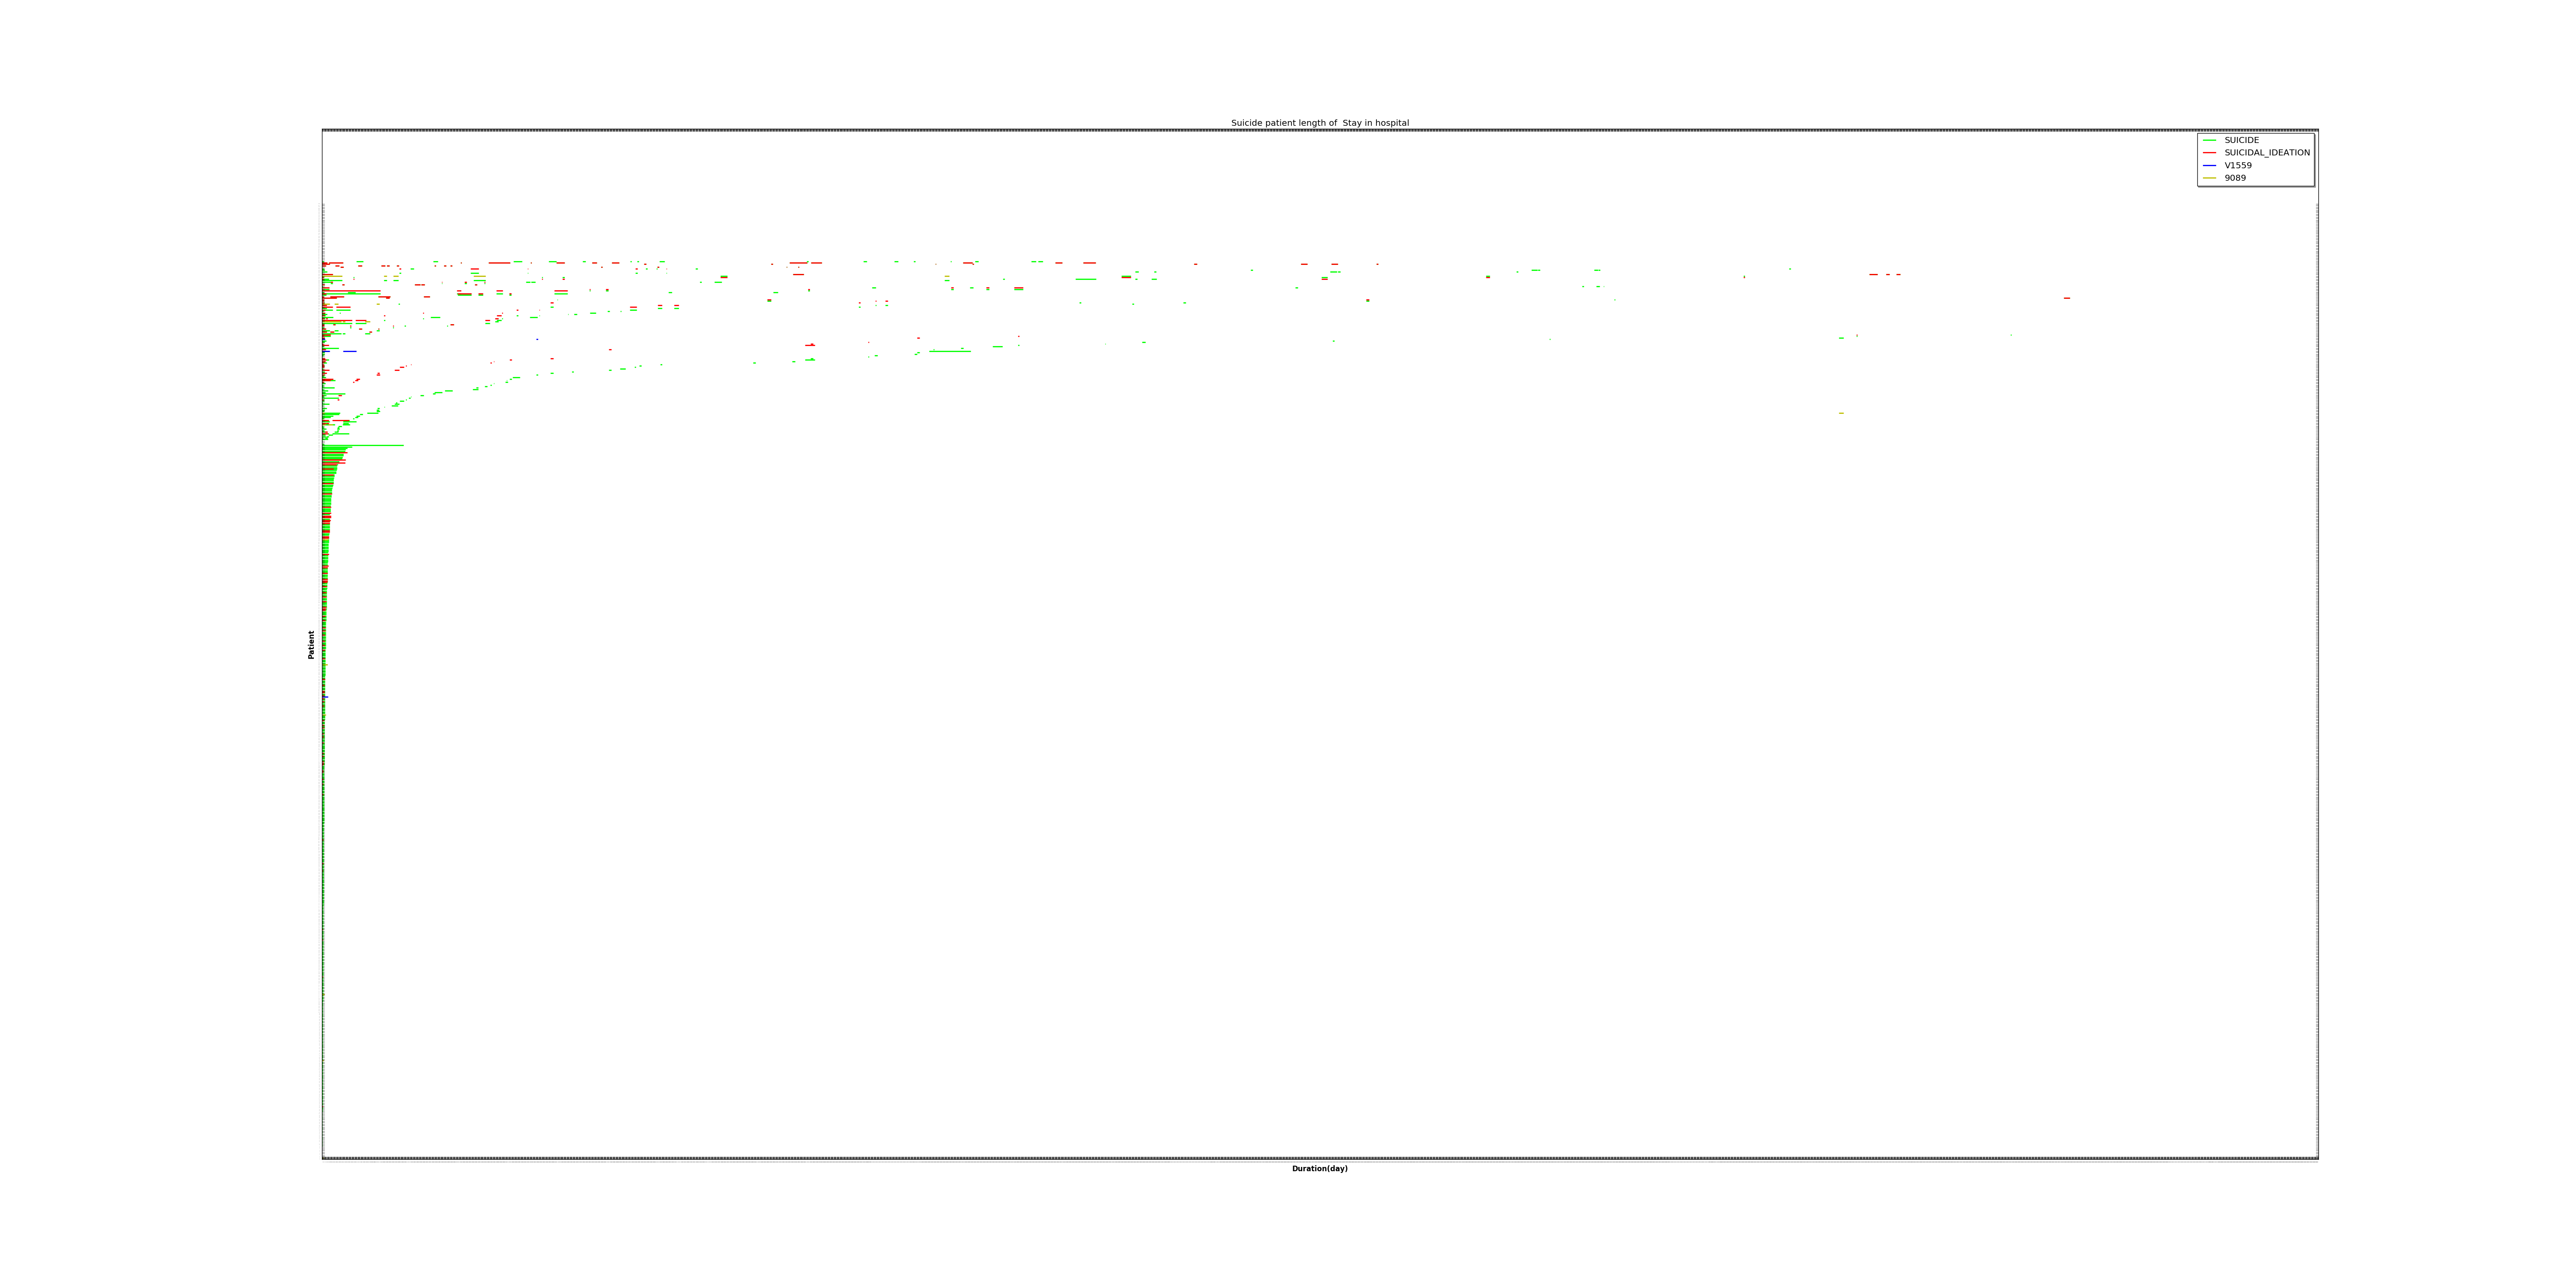 Suicide patient length of  Stay in hospital
SUICIDE
SUICIDAL_IDEATION
V1559
9089
Patient
Duration(day)